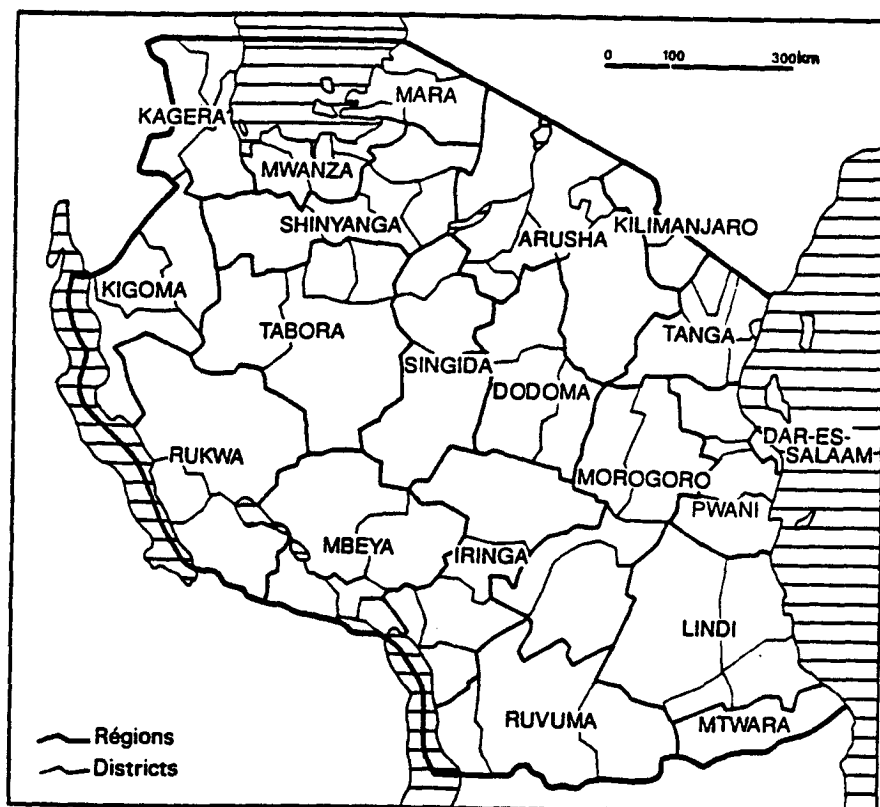 0 100 300km
MARA
KAGERA
MWANZA
SHINYANGA
ARUSHA
KILIMANJARO
KIGOMA
TABORA
TANGA
SINGIDA
DODOMA
DAR-ES-
SALAAM
RUKWA
MOROGORO
PWANI
MBEYA
IRINGA
LINDI
RUVUMA
MTWARA
Régions
Districts